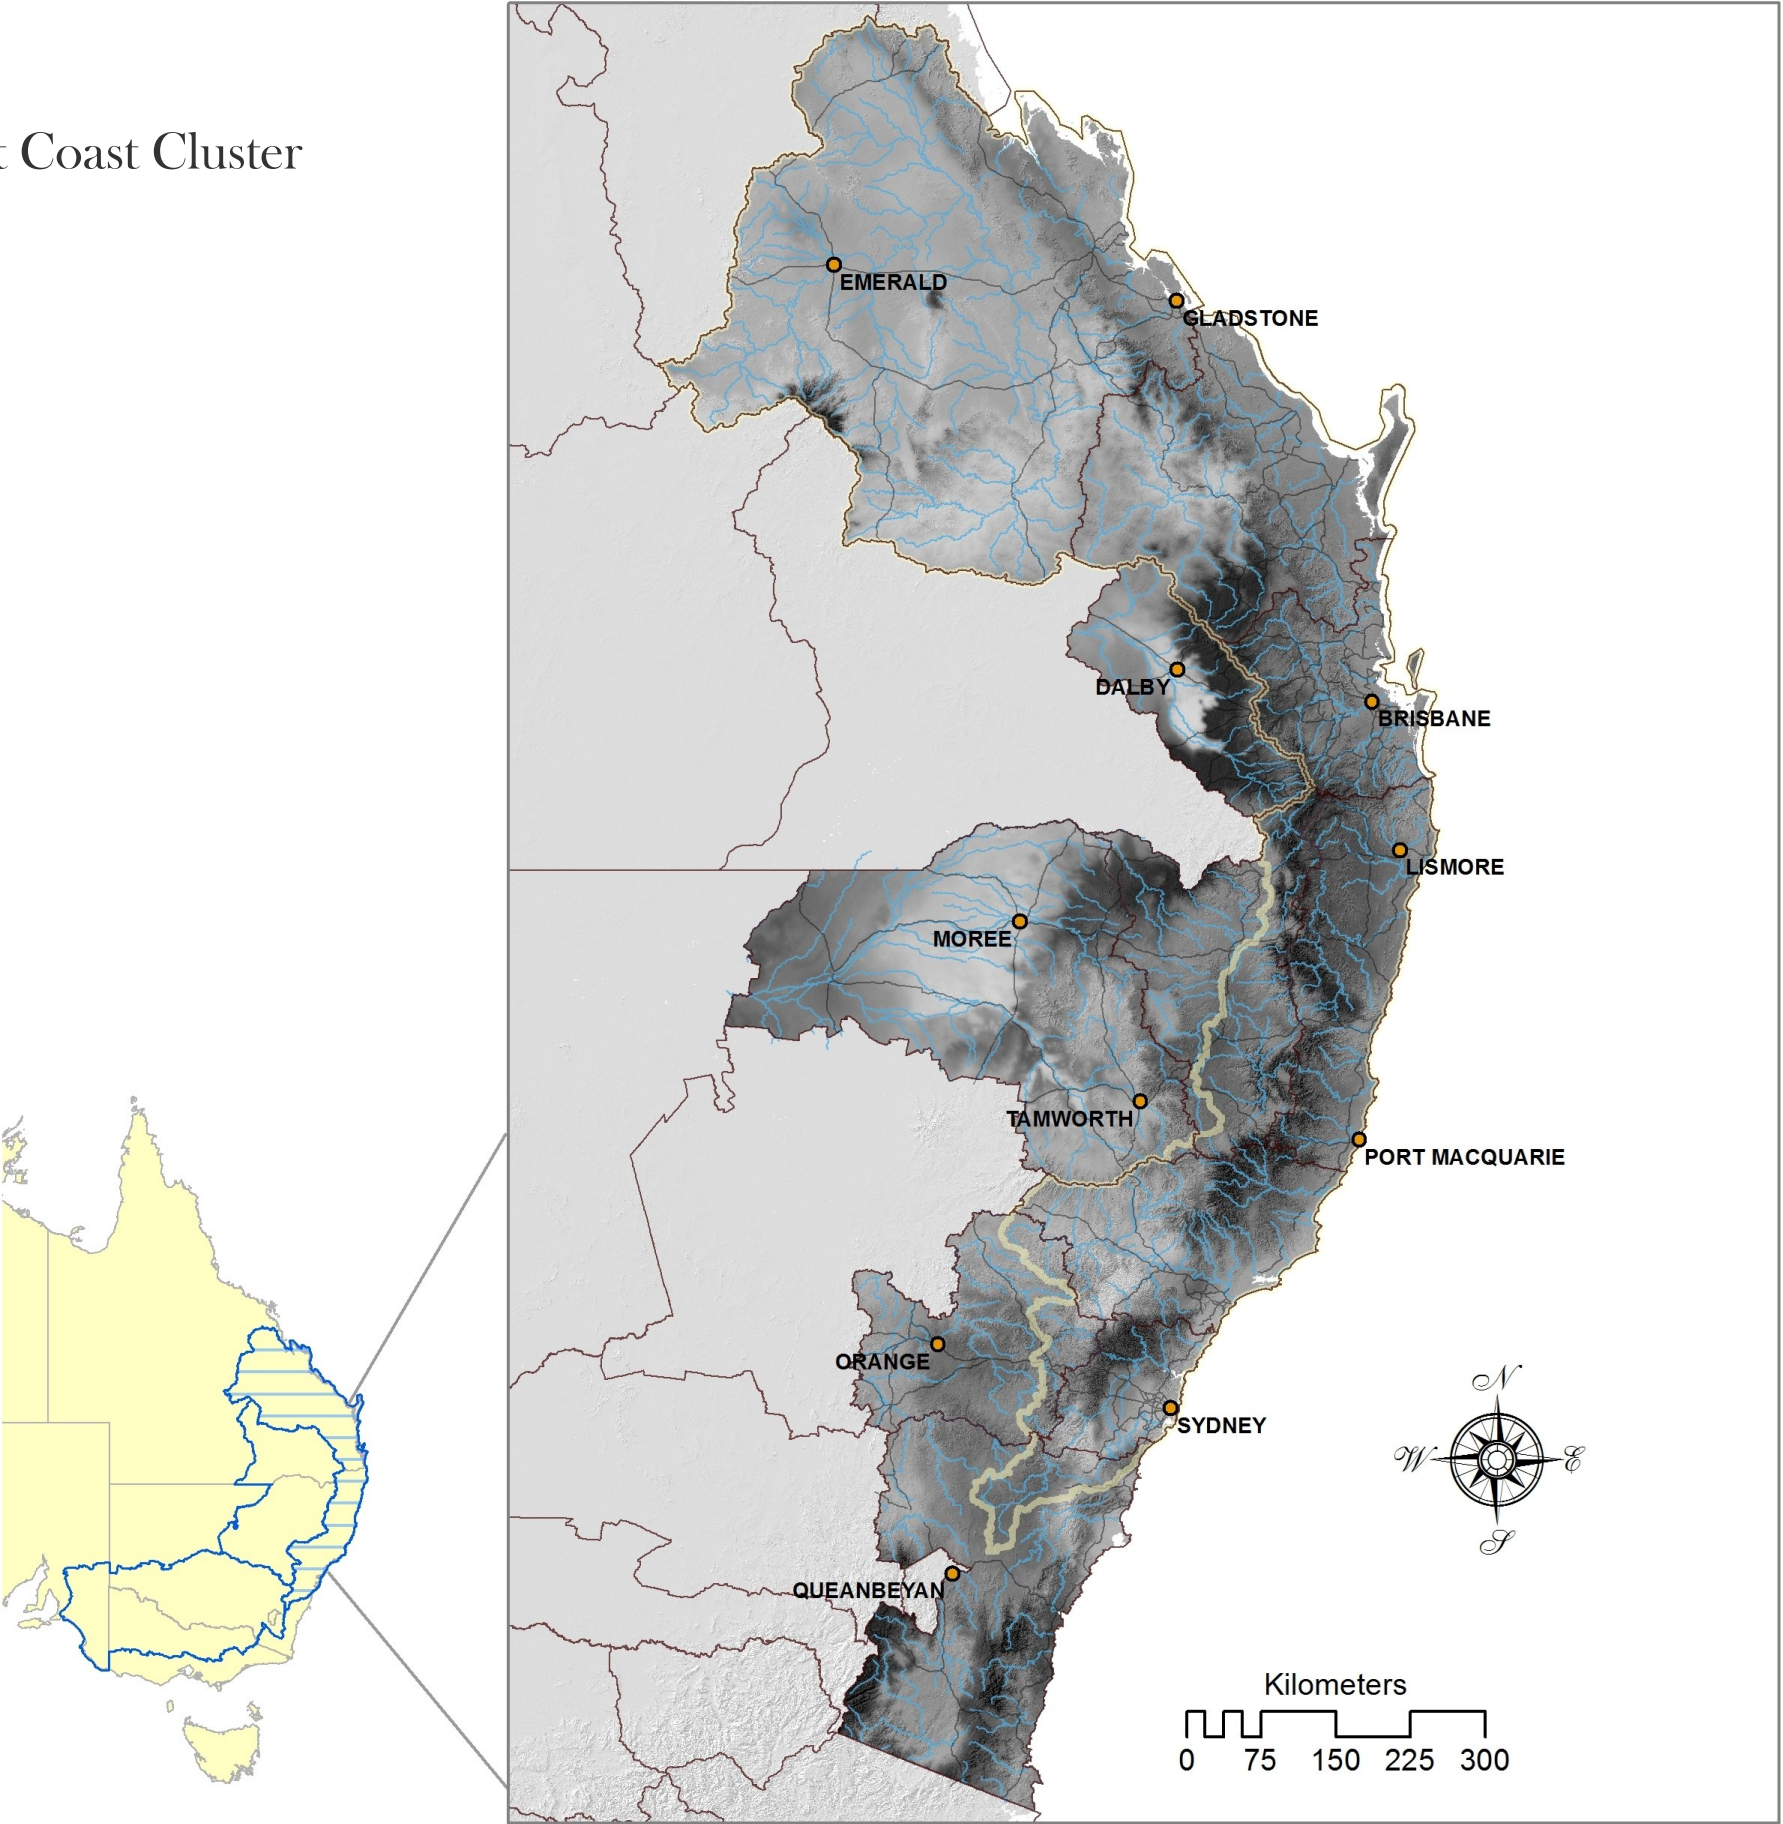 t Coast Cluster
EMERALD
GLADSTONE
DALBY
BRISBANE
LISMORE
MOREE
TAMWORTH
PORT MACQUARIE
ORANGE
SYDNEY
N
W
E
S
QUEANBEYAN
Kilometers
0 75 150 225 300